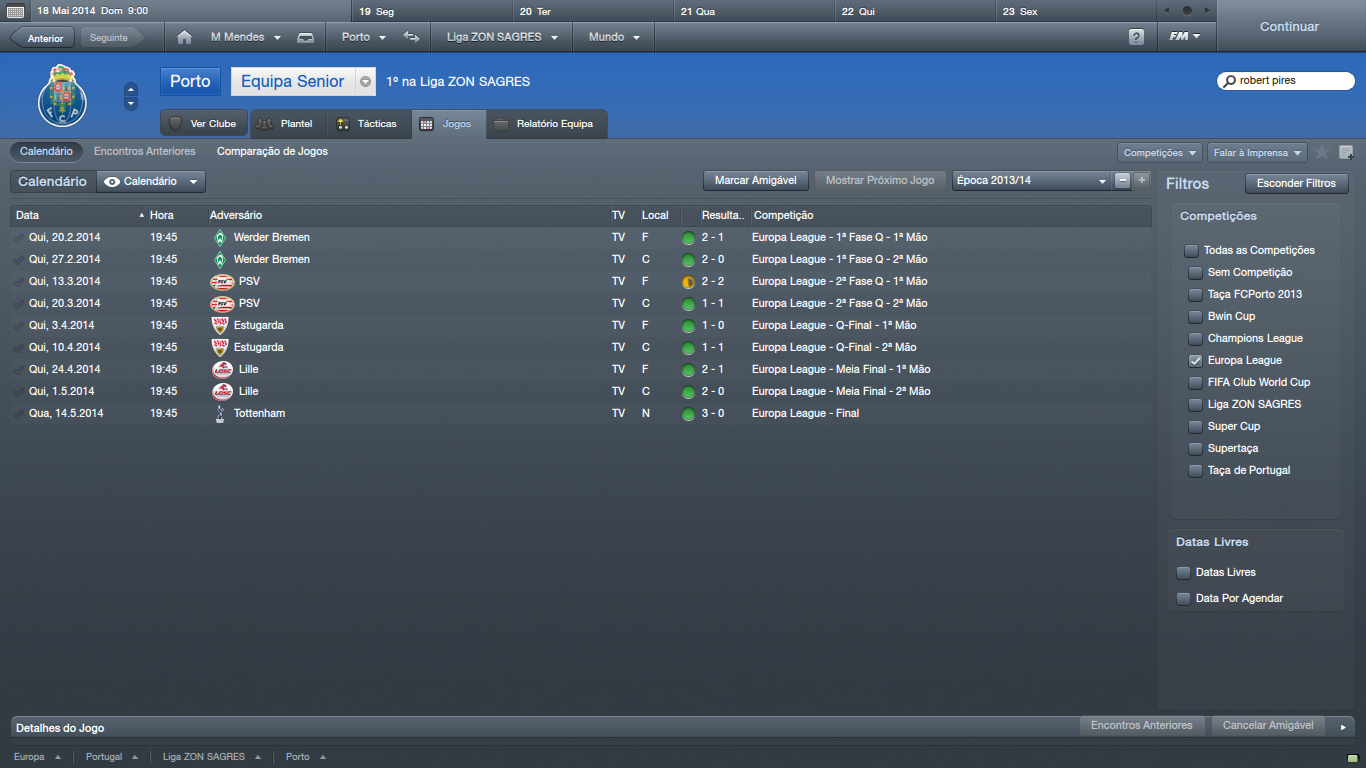 18 Mai 2014 Dom 9:00 19 Seg 20 Ter 21 Qua 22 Qui 23 Sex
Continuar
Anterior Seguinte M Mendes Porto Liga ZON SAGRES Mundo ? FM
Porto Equipa Senior 1º na Liga ZON SAGRES robert pires
Ver Clube Plantel Tácticas Jogos Relatório Equipa
Calendário Encontros Anteriores Comparação de Jogos Competições Falar à Imprensa
Calendário Calendário Marcar Amigável Mostrar Próximo Jogo Época 2013/14 - + Filtros Esconder Filtros
Data Hora Adversário TV Local Resulta.. Competição
Qui, 20.2.2014 19:45 Werder Bremen TV F 2 - 1 Europa League - 1ª Fase Q - 1ª Mão
Qui, 27.2.2014 19:45 Werder Bremen TV C 2 - 0 Europa League - 1ª Fase Q - 2ª Mão
Qui, 13.3.2014 19:45 PSV TV F 2 - 2 Europa League - 2ª Fase Q - 1ª Mão
Qui, 20.3.2014 19:45 PSV TV C 1 - 1 Europa League - 2ª Fase Q - 2ª Mão
Qui, 3.4.2014 19:45 Estugarda TV F 1 - 0 Europa League - Q-Final - 1ª Mão
Qui, 10.4.2014 19:45 Estugarda TV C 1 - 1 Europa League - Q-Final - 2ª Mão
Qui, 24.4.2014 19:45 Lille TV F 2 - 1 Europa League - Meia Final - 1ª Mão
Qui, 1.5.2014 19:45 Lille TV C 2 - 0 Europa League - Meia Final - 2ª Mão
Qua, 14.5.2014 19:45 Tottenham TV N 3 - 0 Europa League - Final
Competições
Todas as Competições
Sem Competição
Taça FCPorto 2013
Bwin Cup
Champions League
Europa League
FIFA Club World Cup
Liga ZON SAGRES
Super Cup
Supertaça
Taça de Portugal
Datas Livres
Datas Livres
Data Por Agendar
Detalhes do Jogo Encontros Anteriores Cancelar Amigável
Europa Portugal Liga ZON SAGRES Porto